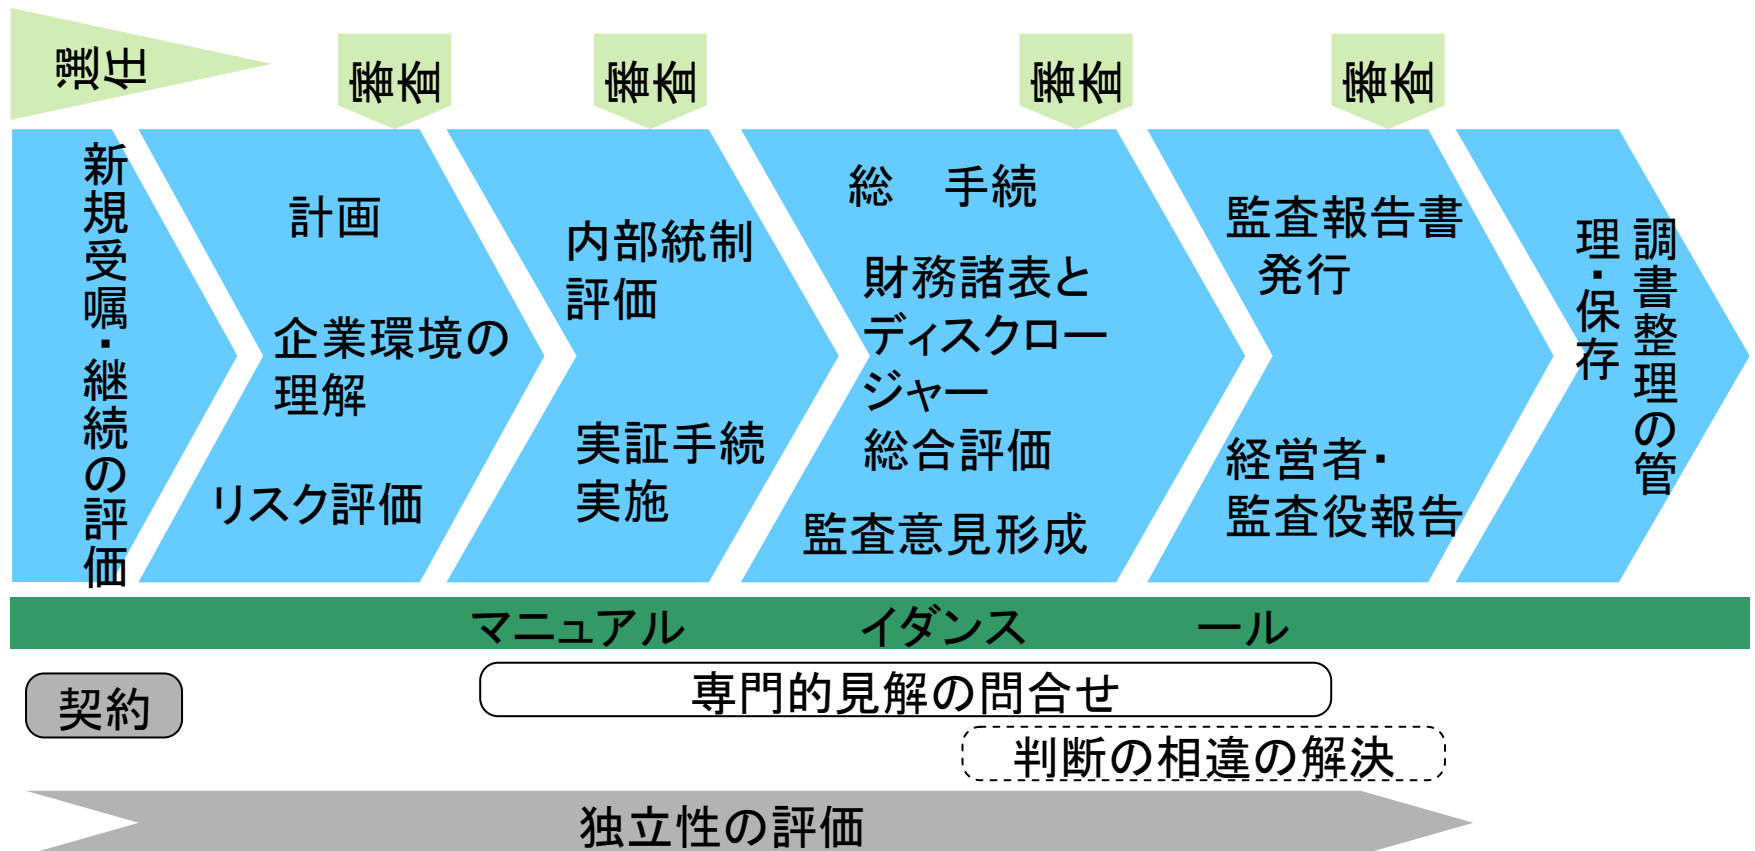 選任
審査
審査
審査
審査
新規受嘱・継続の評価
計画
企業環境の
理解
リスク評価
内部統制
評価
実証手続
実施
総　手続
財務諸表と
ディスクロー
ジャー
総合評価
監査意見形成
監査報告書
発行
経営者・
監査役報告
調書整理の管
理・保存
マニュアル　イダンス　ール
契約
専門的見解の問合せ
判断の相違の解決
独立性の評価